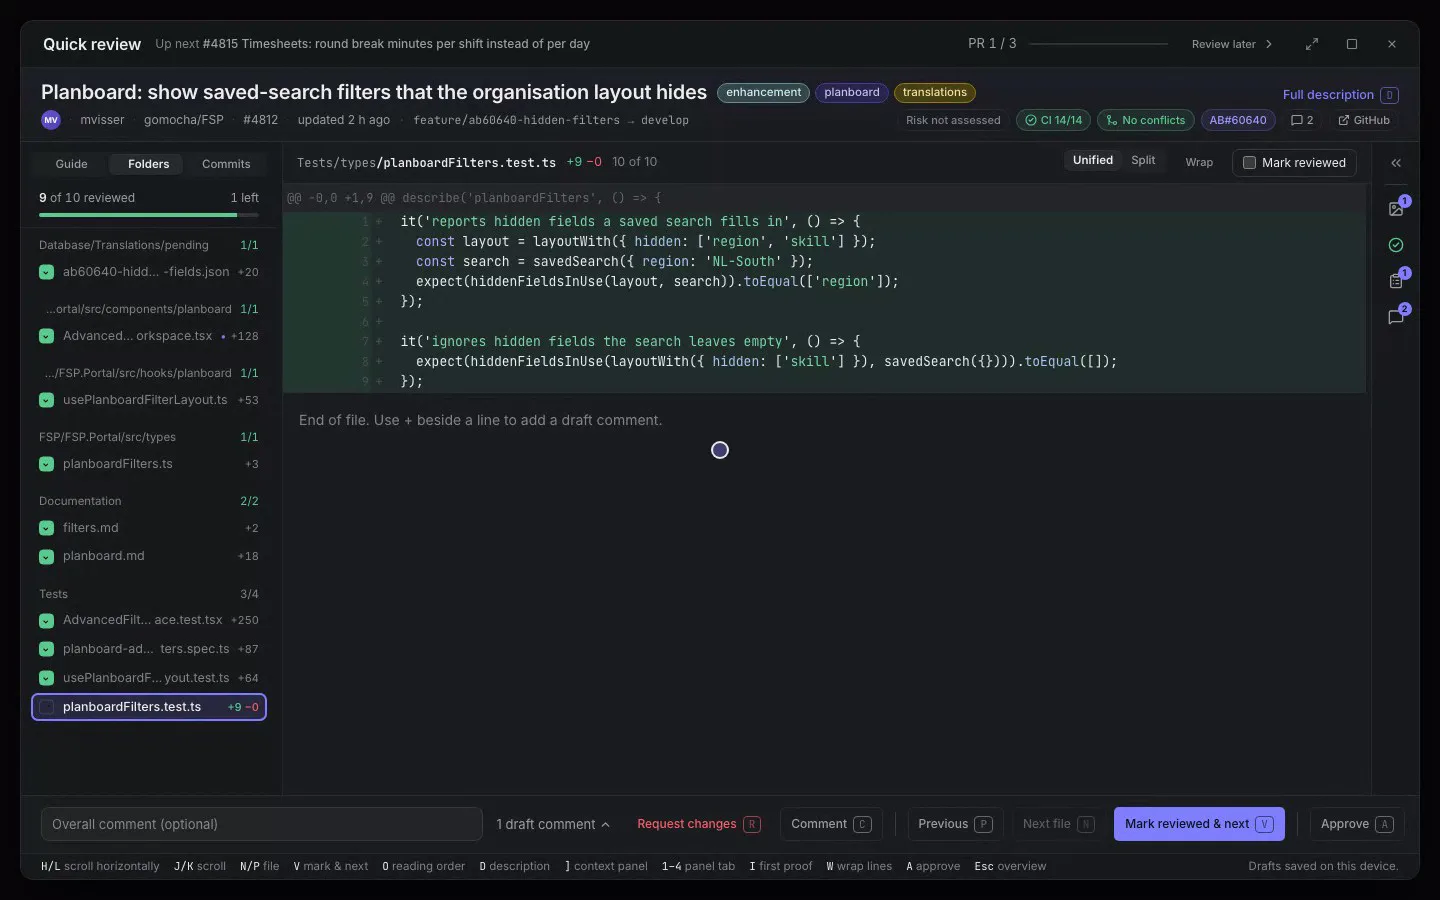 Quick review Up next #4815 Timesheets: round break minutes per shift instead of per day PR 1 / 3 Review later
Planboard: show saved-search filters that the organisation layout hides enhancement planboard translations Full description D
MV mvisser · gomocha/FSP · #4812 updated 2 h ago · feature/ab60640-hidden-filters → develop Risk not assessed CI 14/14 No conflicts AB#60640 2 GitHub
Guide Folders Commits
9 of 10 reviewed 1 left
Database/Translations/pending 1/1
ab60640-hidd... -fields.json +20
...ortal/src/components/planboard 1/1
Advanced... orkspace.tsx • +128
.../FSP.Portal/src/hooks/planboard 1/1
usePlanboardFilterLayout.ts +53
FSP/FSP.Portal/src/types 1/1
planboardFilters.ts +3
Documentation 2/2
filters.md +2
planboard.md +18
Tests 3/4
AdvancedFilt... ace.test.tsx +250
planboard-ad... ters.spec.ts +87
usePlanboardF... yout.test.ts +64
planboardFilters.test.ts +9 −0
Tests/types/planboardFilters.test.ts +9 −0 10 of 10 Unified Split Wrap Mark reviewed
@@ -0,0 +1,9 @@ describe('planboardFilters', () => {
1 + it('reports hidden fields a saved search fills in', () => {
2 + const layout = layoutWith({ hidden: ['region', 'skill'] });
3 + const search = savedSearch({ region: 'NL-South' });
4 + expect(hiddenFieldsInUse(layout, search)).toEqual(['region']);
5 + });
6 +
7 + it('ignores hidden fields the search leaves empty', () => {
8 + expect(hiddenFieldsInUse(layoutWith({ hidden: ['skill'] }), savedSearch({}))).toEqual([]);
9 + });
End of file. Use + beside a line to add a draft comment.
1
1
2
Overall comment (optional) 1 draft comment Request changes R Comment C Previous P Next file N Mark reviewed & next V Approve A
H/L scroll horizontally J/K scroll N/P file V mark & next O reading order D description ] context panel 1–4 panel tab I first proof W wrap lines A approve Esc overview Drafts saved on this device.